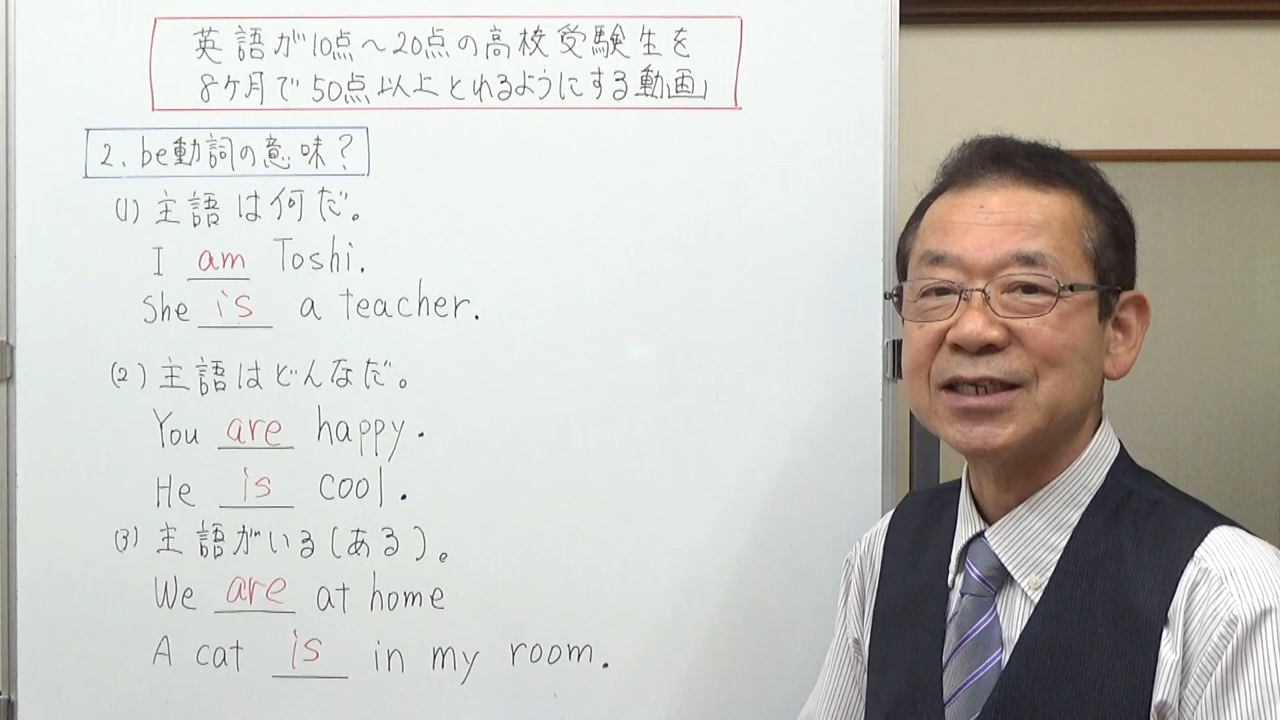 英語が10点～20点の高校受験生を
8ヶ月で50点以上とれるようにする動画」
2、be動詞の意味？
(1) 主語は何だ。
I am Toshi.
She is a teacher.
(2) 主語はどんなだ。
You are happy.
He is cool.
(3) 主語がいる(ある)。
We are at home
A cat is in my room.